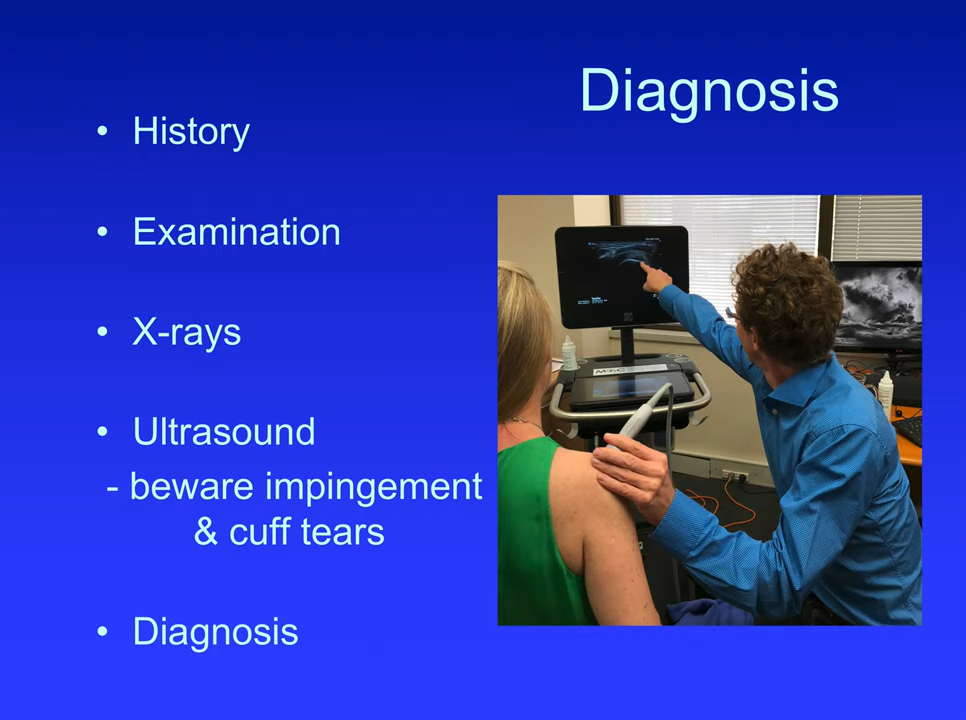 Diagnosis
• History
• Examination
• X-rays
• Ultrasound
- beware impingement
& cuff tears
• Diagnosis